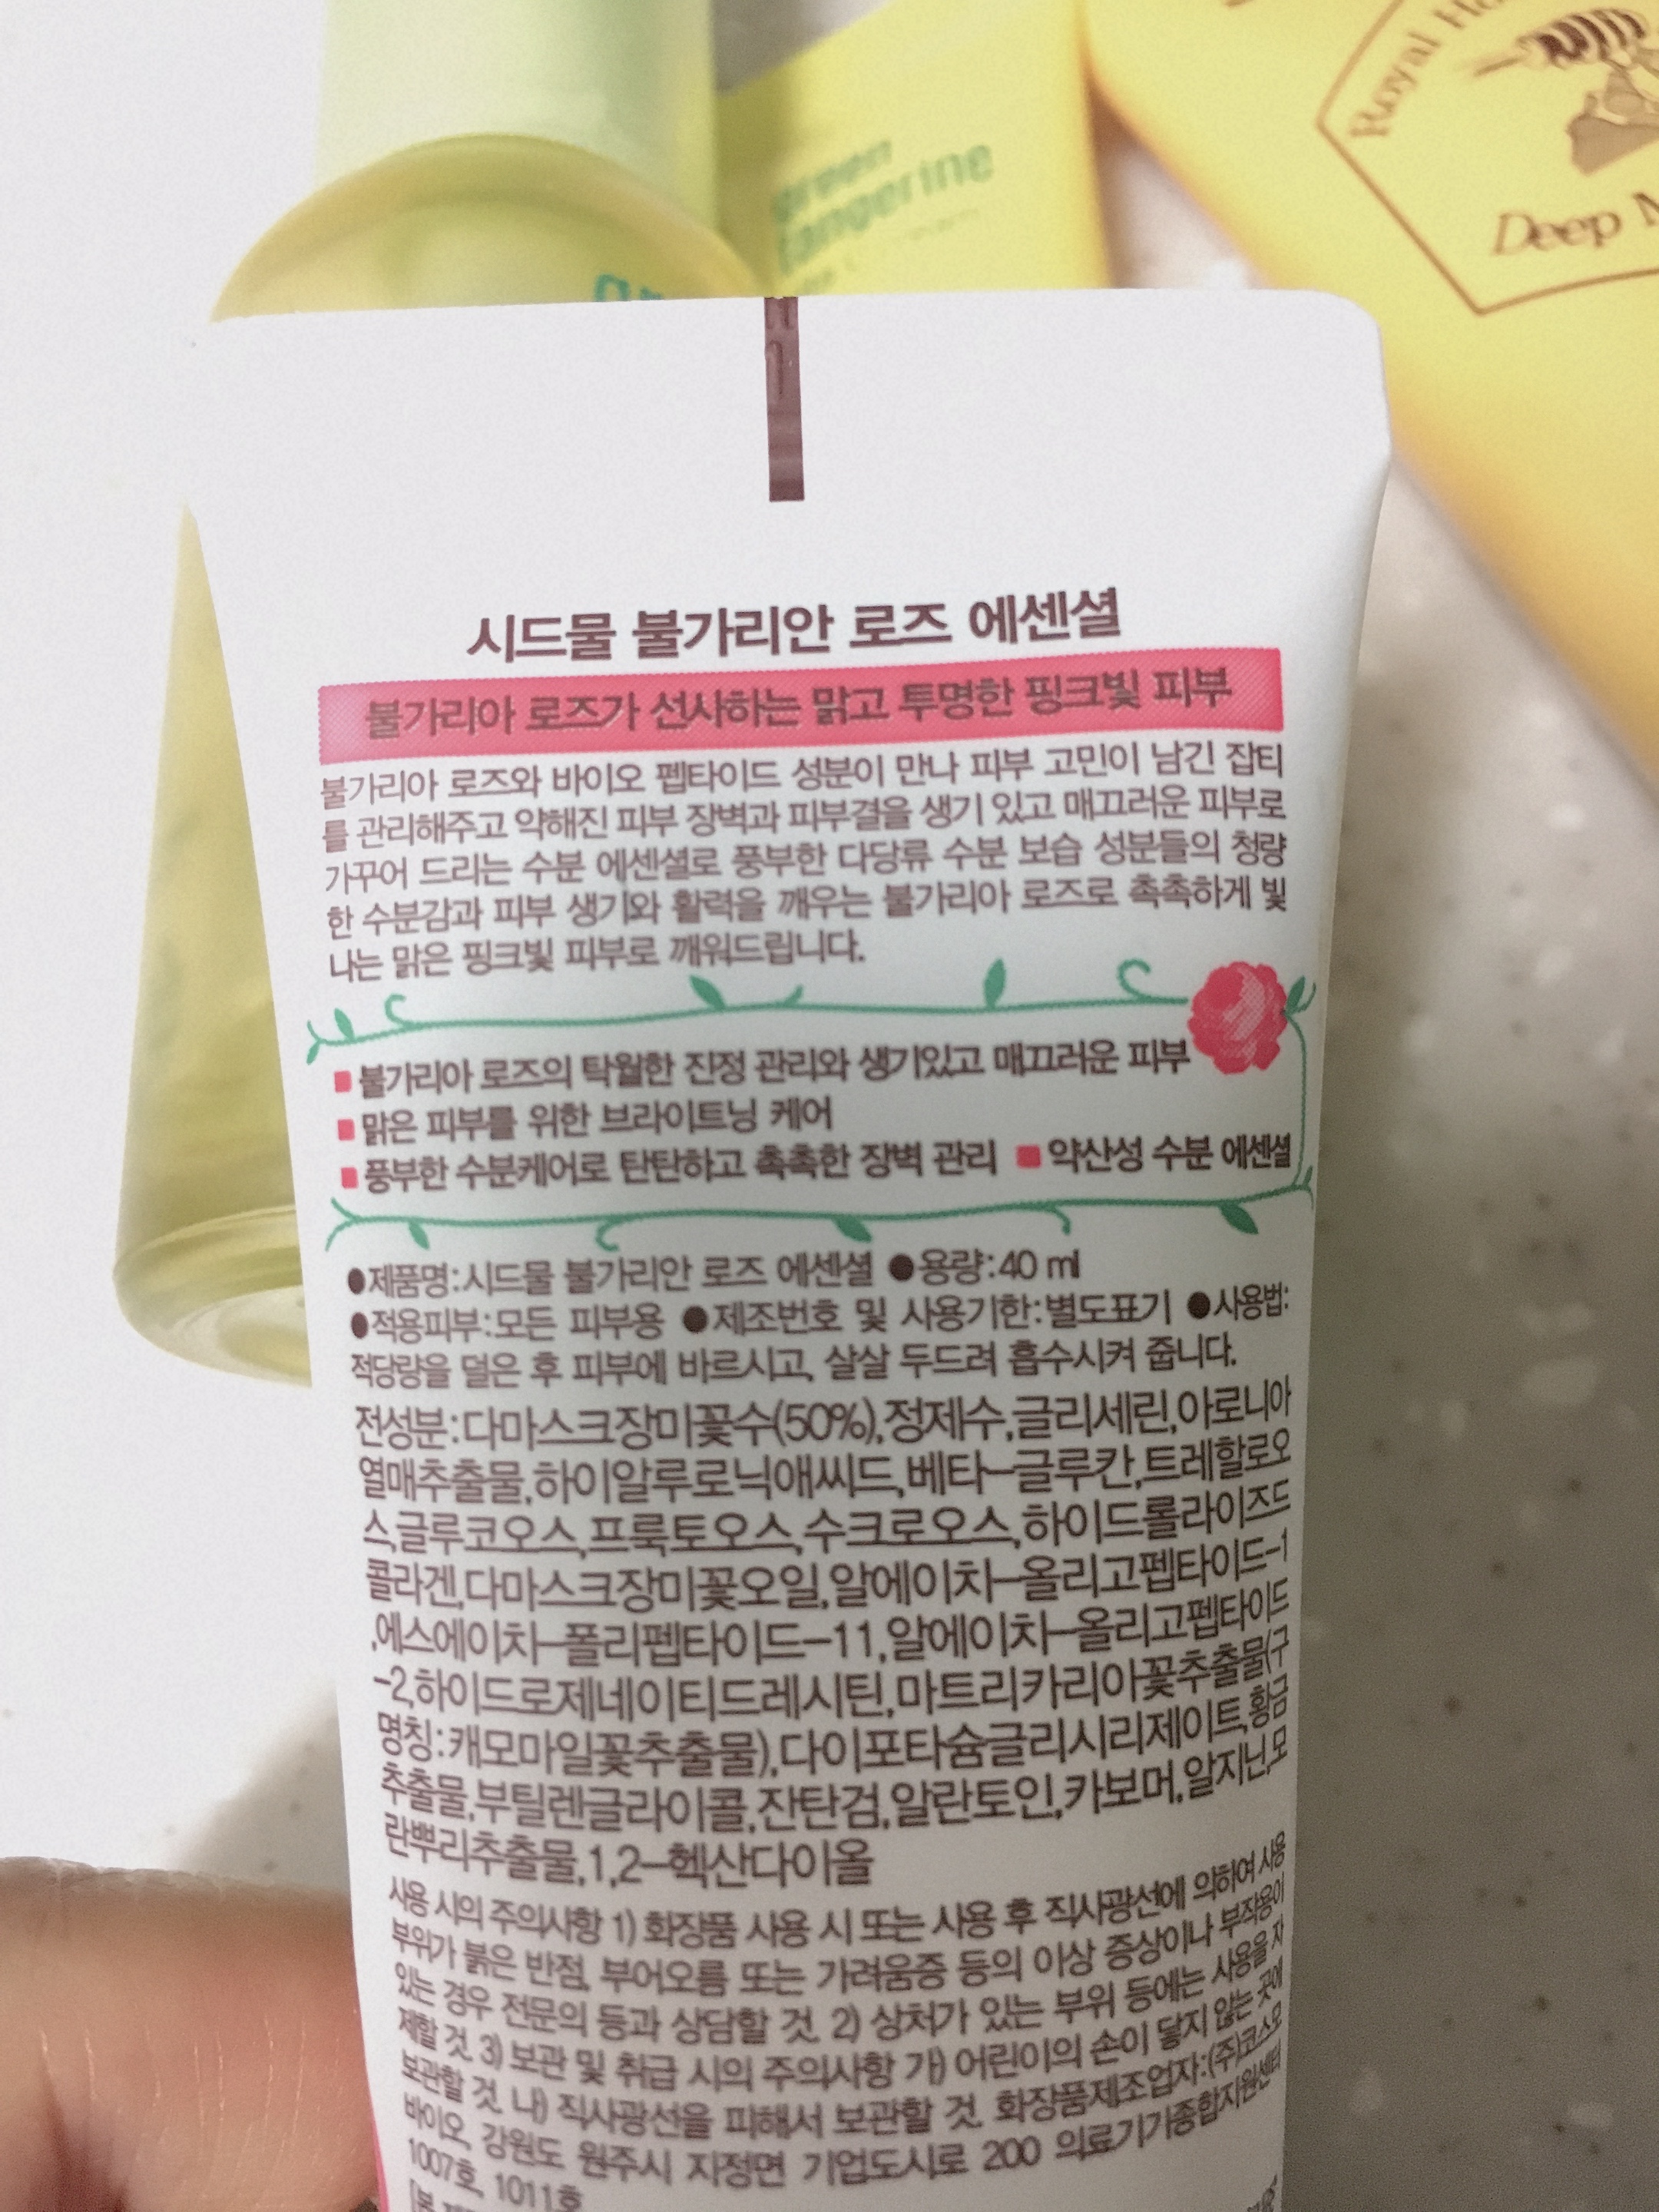 Royal
Deep
green
tangerine
시드물 불가리안 로즈 에센셜
불가리아 로즈가 선사하는 맑고 투명한 핑크빛 피부
불가리아 로즈와 바이오 펩타이드 성분이 만나 피부 고민이 남긴 잡티
를 관리해주고 약해진 피부 장벽과 피부결을 생기 있고 매끄러운 피부로
가꾸어 드리는 수분 에센셜로 풍부한 다당류 수분 보습 성분들의 청량
한 수분감과 피부 생기와 활력을 깨우는 불가리아 로즈로 촉촉하게 빛
나는 맑은 핑크빛 피부로 깨워드립니다.
■ 불가리아 로즈의 탁월한 진정 관리와 생기있고 매끄러운 피부
■ 맑은 피부를 위한 브라이트닝 케어
■ 풍부한 수분케어로 탄탄하고 촉촉한 장벽 관리 ■ 약산성 수분 에센셜
●제품명:시드물 불가리안 로즈 에센셜 ●용량:40 ml
●적용피부:모든 피부용 ●제조번호 및 사용기한:별도표기 ●사용법:
적당량을 덜은 후 피부에 바르시고, 살살 두드려 흡수시켜 줍니다.
전성분:다마스크장미꽃수(50%),정제수,글리세린,아로니아
열매추출물,하이알루로닉애씨드,베타-글루칸,트레할로오
스,글루코오스,프룩토오스,수크로오스,하이드롤라이즈드
콜라겐,다마스크장미꽃오일,알에이치-올리고펩타이드-1
,에스에이치-폴리펩타이드-11,알에이치-올리고펩타이드
-2,하이드로제네이티드레시틴,마트리카리아꽃추출물(구
명칭:캐모마일꽃추출물),다이포타슘글리시리제이트,황금
추출물,부틸렌글라이콜,잔탄검,알란토인,카보머,알지닌,모
란뿌리추출물,1,2-헥산다이올
사용 시의 주의사항 1) 화장품 사용 시 또는 사용 후 직사광선에 의하여 사용
부위가 붉은 반점, 부어오름 또는 가려움증 등의 이상 증상이나 부작용이
있는 경우 전문의 등과 상담할 것. 2) 상처가 있는 부위 등에는 사용을 자
제할 것. 3) 보관 및 취급 시의 주의사항 가) 어린이의 손이 닿지 않는 곳에
보관할 것. 나) 직사광선을 피해서 보관할 것. 화장품제조업자:(주)코스모
바이오, 강원도 원주시 지정면 기업도시로 200 의료기기종합지원센터
1007호, 1011호